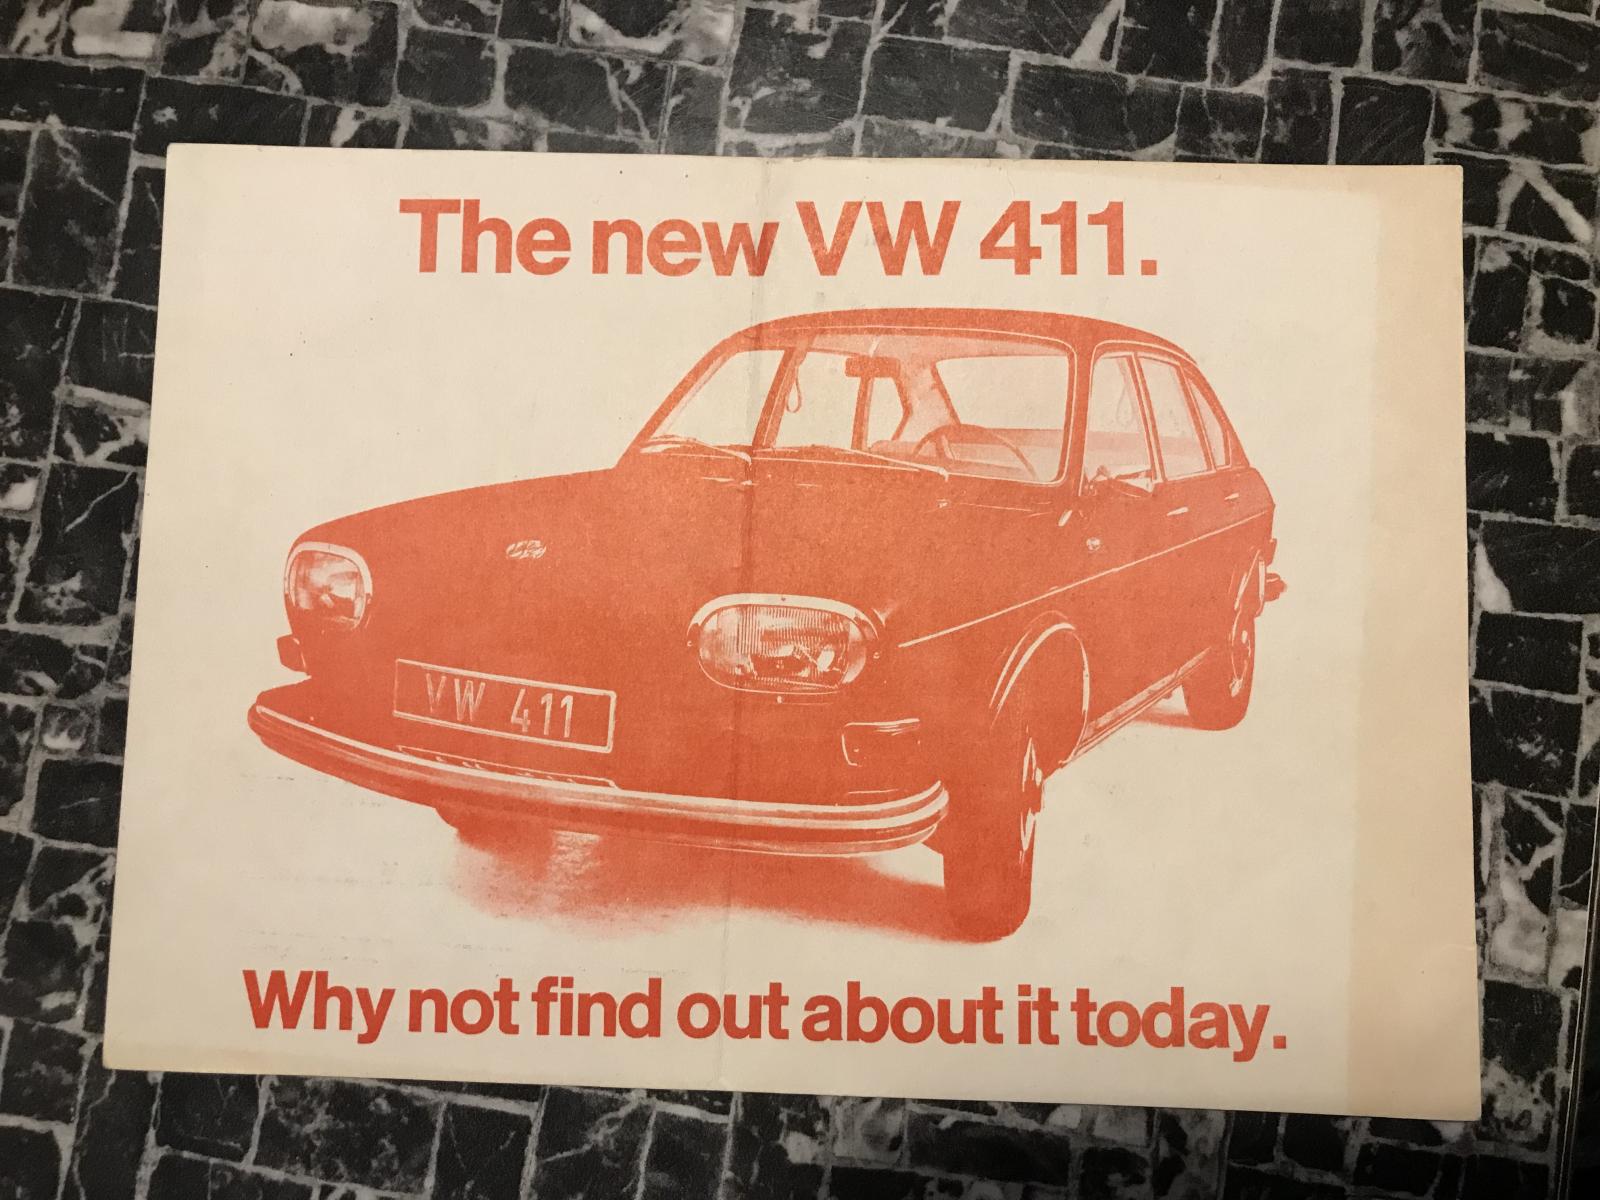 The new VW 411.
VW 411
Why not find out about it today.